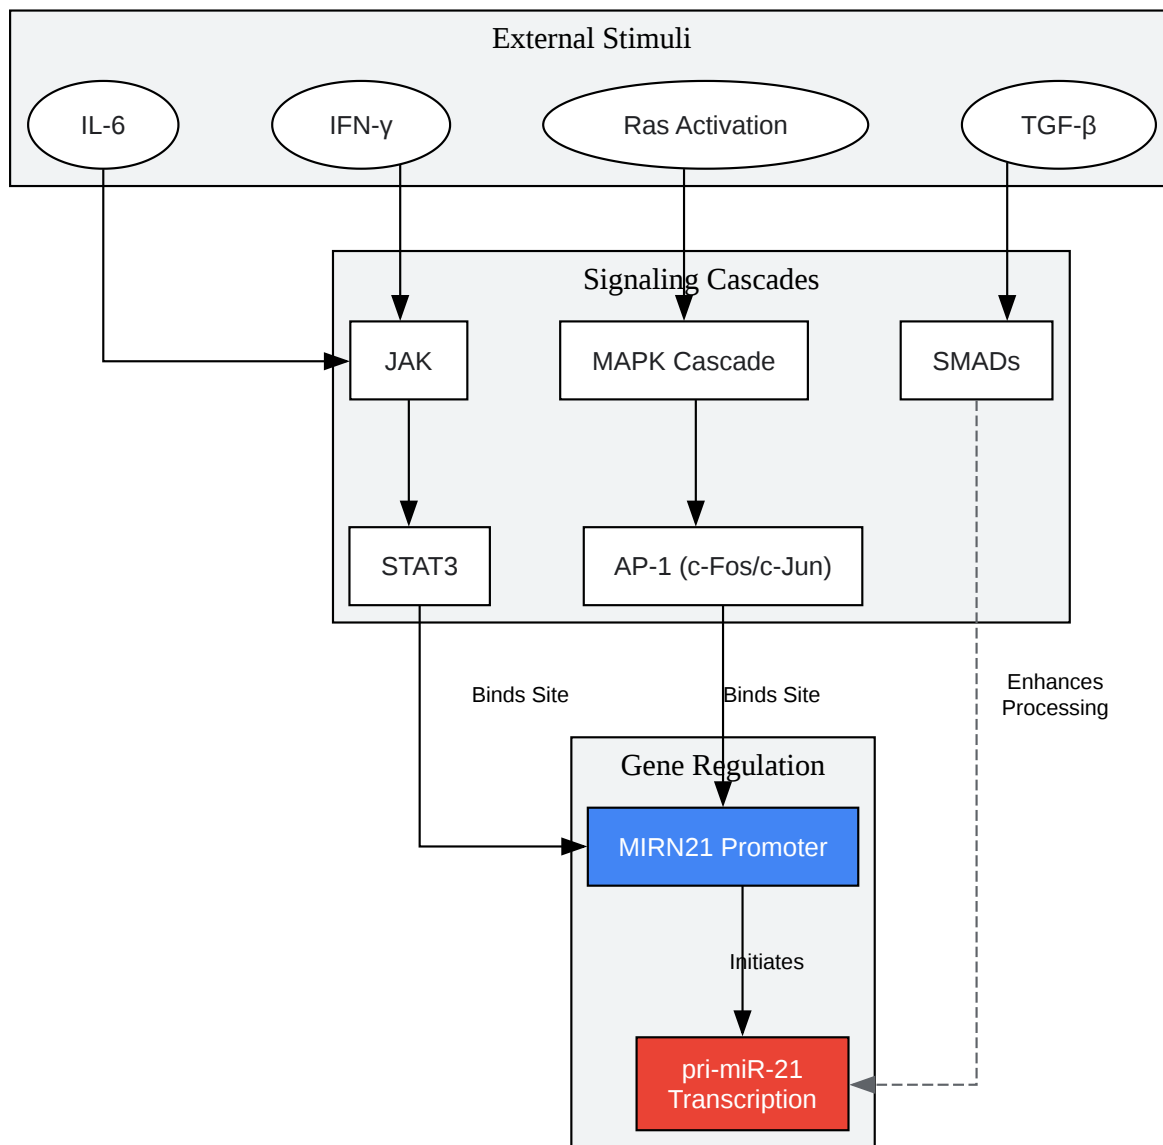 External Stimuli
IL-6
IFN-γ
Ras Activation
TGF-β
Signaling Cascades
JAK
MAPK Cascade
SMADs
STAT3
AP-1 (c-Fos/c-Jun)
Binds Site
Binds Site
Enhances
Processing
Gene Regulation
MIRN21 Promoter
Initiates
pri-miR-21
Transcription